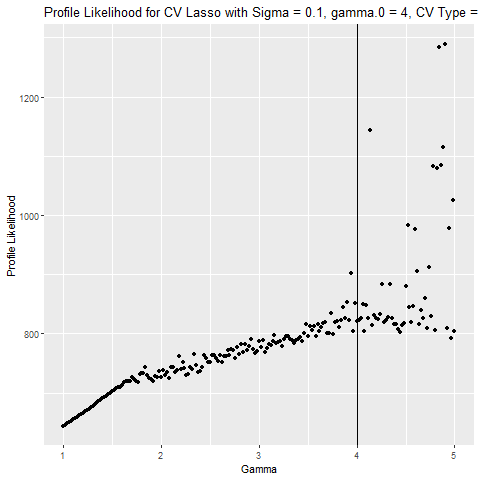 Profile Likelihood for CV Lasso with Sigma = 0.1, gamma.0 = 4, CV Type =
1200
1000
800
Profile Likelihood
1
2
3
4
5
Gamma